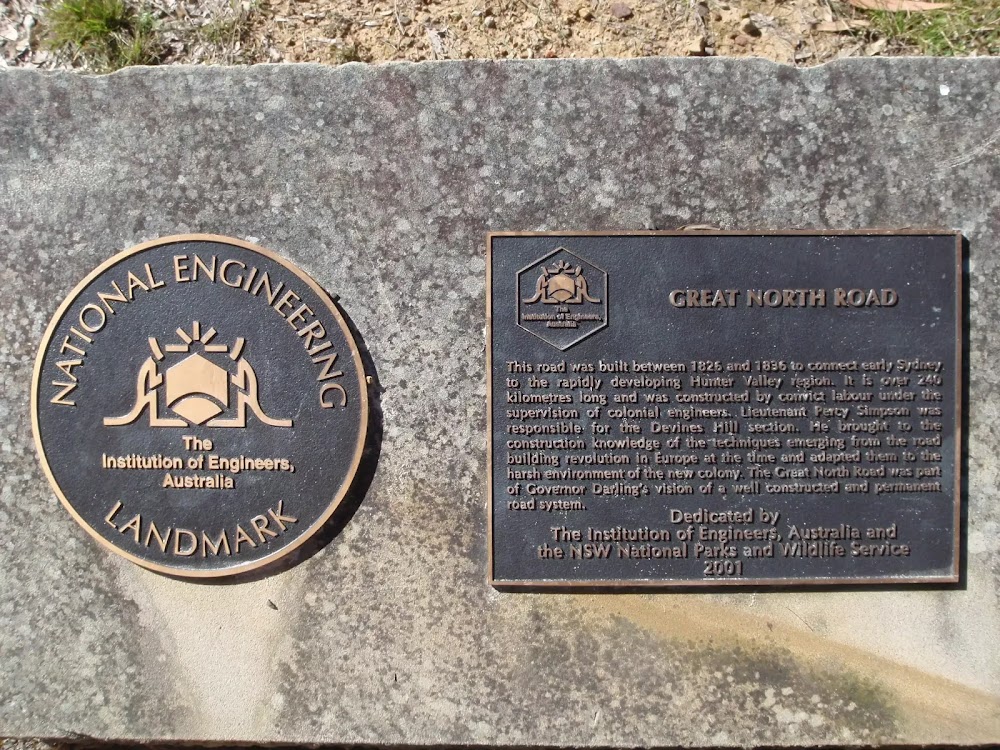 NATIONAL ENGINEERING
The
Institution of Engineers,
Australia
LANDMARK
The
Institution of Engineers,
Australia
GREAT NORTH ROAD
This road was built between 1826 and 1836 to connect early Sydney
to the rapidly developing Hunter Valley region. It is over 240
kilometres long and was constructed by convict labour under the
supervision of colonial engineers. Lieutenant Percy Simpson was
responsible for the Devines Hill section. He brought to the
construction knowledge of the techniques emerging from the road
building revolution in Europe at the time and adapted them to the
harsh environment of the new colony. The Great North Road was part
of Governor Darling's vision of a well constructed and permanent
road system.
Dedicated by
The Institution of Engineers, Australia and
the NSW National Parks and Wildlife Service
2001